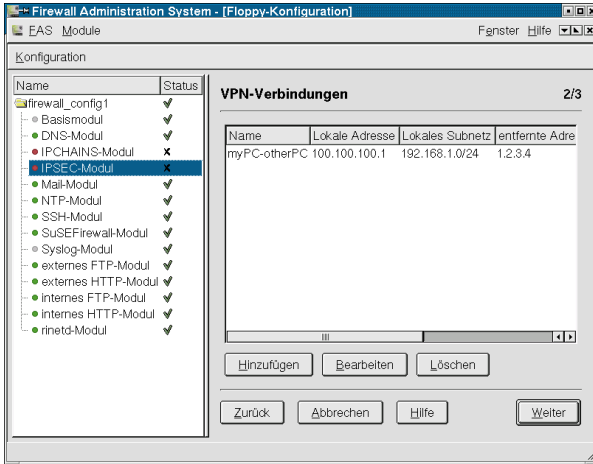 Firewall Administration System - [Floppy-Konfiguration]
FAS Module Fenster Hilfe
Konfiguration
Name Status
firewall_config1
Basismodul
DNS-Modul
IPCHAINS-Modul
IPSEC-Modul
Mail-Modul
NTP-Modul
SSH-Modul
SuSEFirewall-Modul
Syslog-Modul
externes FTP-Modul
externes HTTP-Modul
internes FTP-Modul
internes HTTP-Modul
rinetd-Modul
VPN-Verbindungen 2/3
Name Lokale Adresse Lokales Subnetz entfernte Adre
myPC-otherPC 100.100.100.1 192.168.1.0/24 1.2.3.4
Hinzufügen Bearbeiten Löschen
Zurück Abbrechen Hilfe Weiter